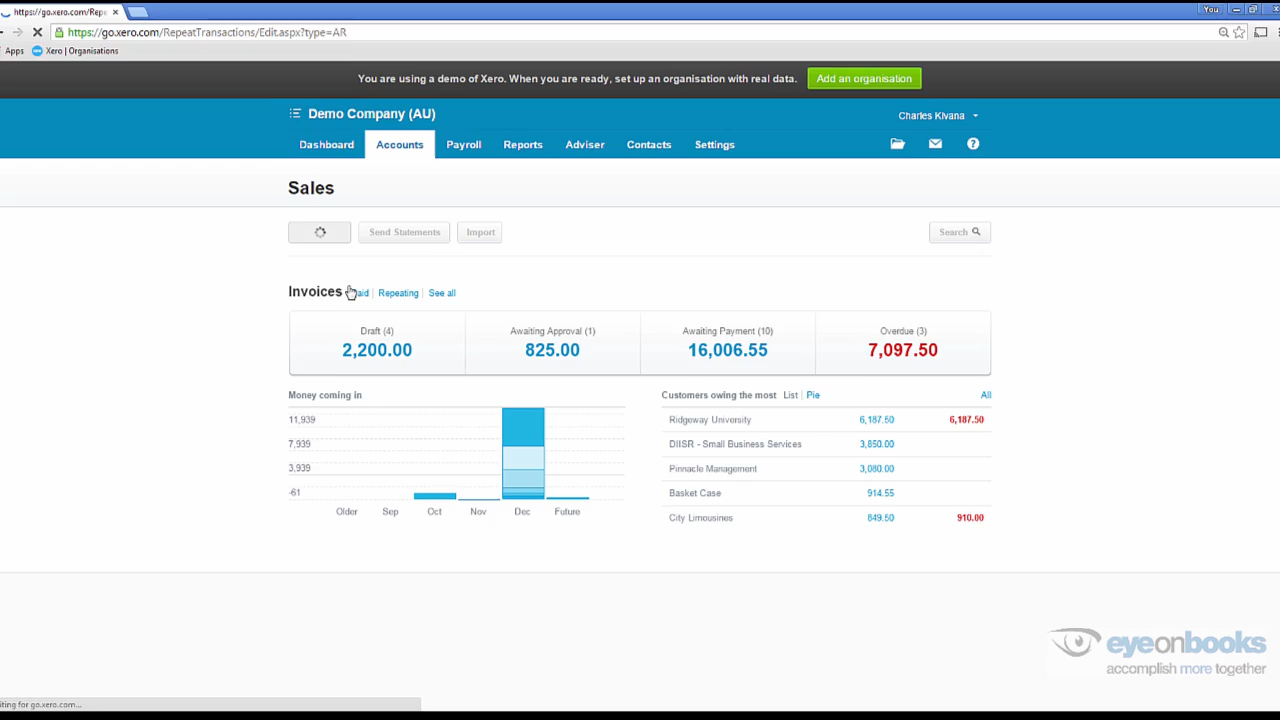 https://go.xero.com/Repe
You
https://go.xero.com/RepeatTransactions/Edit.aspx?type=AR
Apps Xero | Organisations
You are using a demo of Xero. When you are ready, set up an organisation with real data. Add an organisation
Demo Company (AU)
Charles Kivana
Dashboard Accounts Payroll Reports Adviser Contacts Settings
Sales
Send Statements Import Search
Invoices aid | Repeating | See all
Draft (4) Awaiting Approval (1) Awaiting Payment (10) Overdue (3)
2,200.00 825.00 16,006.55 7,097.50
Money coming in
11,939
7,939
3,939
-61
Older Sep Oct Nov Dec Future
Customers owing the most List | Pie All
Ridgeway University 6,187.50 6,187.50
DIISR - Small Business Services 3,850.00
Pinnacle Management 3,080.00
Basket Case 914.55
City Limousines 849.50 910.00
eyeonbooks
accomplish more together
iting for go.xero.com...